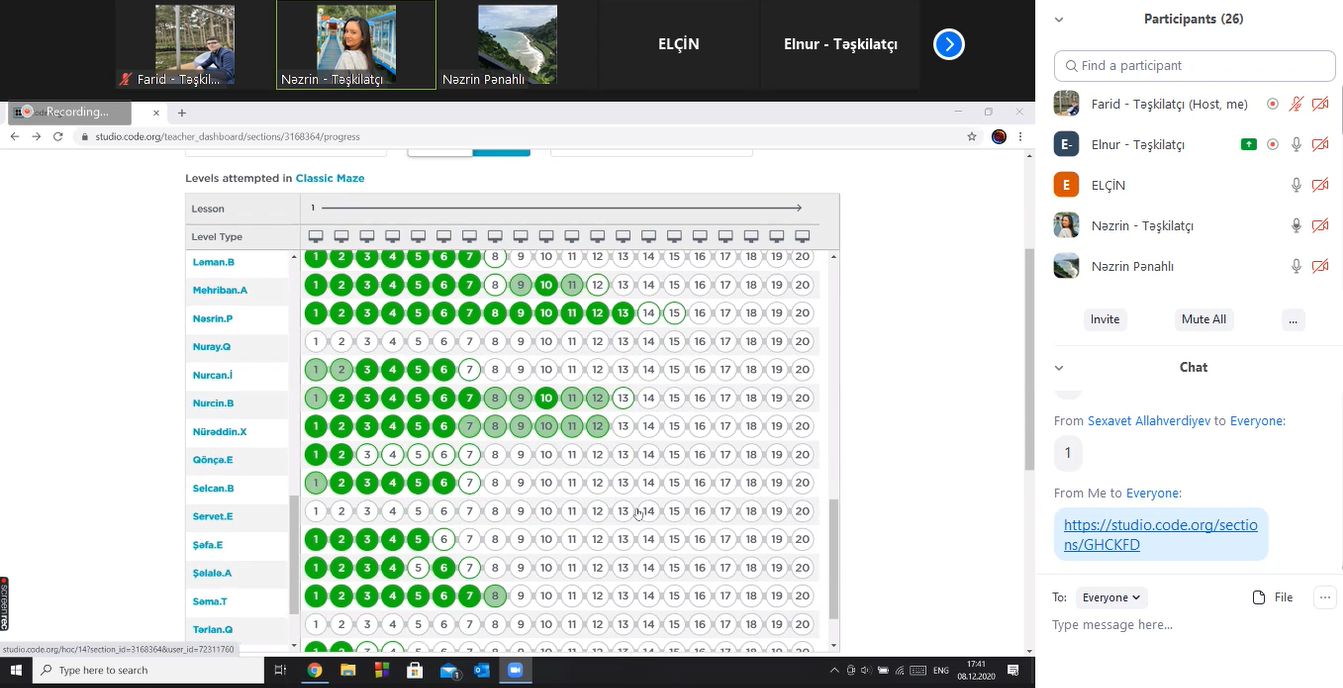 Farid - Təşkil...
Nəzrin - Təşkilatçı
Nəzrin Pənahlı
ELÇİN
Elnur - Təşkilatçı
Recording...
studio.code.org/teacher_dashboard/sections/3168364/progress
Levels attempted in Classic Maze
Lesson 1
Level Type
Ləman.B 1 2 3 4 5 6 7 8 9 10 11 12 13 14 15 16 17 18 19 20
Mehriban.A 1 2 3 4 5 6 7 8 9 10 11 12 13 14 15 16 17 18 19 20
Nəsrin.P 1 2 3 4 5 6 7 8 9 10 11 12 13 14 15 16 17 18 19 20
Nuray.Q 1 2 3 4 5 6 7 8 9 10 11 12 13 14 15 16 17 18 19 20
Nurcan.İ 1 2 3 4 5 6 7 8 9 10 11 12 13 14 15 16 17 18 19 20
Nurcin.B 1 2 3 4 5 6 7 8 9 10 11 12 13 14 15 16 17 18 19 20
Nürəddin.X 1 2 3 4 5 6 7 8 9 10 11 12 13 14 15 16 17 18 19 20
Qönçə.E 1 2 3 4 5 6 7 8 9 10 11 12 13 14 15 16 17 18 19 20
Selcan.B 1 2 3 4 5 6 7 8 9 10 11 12 13 14 15 16 17 18 19 20
Servet.E 1 2 3 4 5 6 7 8 9 10 11 12 13 14 15 16 17 18 19 20
Şəfa.E 1 2 3 4 5 6 7 8 9 10 11 12 13 14 15 16 17 18 19 20
Şəlalə.A 1 2 3 4 5 6 7 8 9 10 11 12 13 14 15 16 17 18 19 20
Səma.T 1 2 3 4 5 6 7 8 9 10 11 12 13 14 15 16 17 18 19 20
Tərlan.Q 1 2 3 4 5 6 7 8 9 10 11 12 13 14 15 16 17 18 19 20
studio.code.org/hoc/14?section_id=3168364&user_id=72311760
screenrec
Type here to search
1
ENG
17:41
08.12.2020
Participants (26)
Find a participant
Farid - Təşkilatçı (Host, me)
E- Elnur - Təşkilatçı
E ELÇİN
Nəzrin - Təşkilatçı
Nəzrin Pənahlı
Invite
Mute All
...
Chat
From Sexavet Allahverdiyev to Everyone:
1
From Me to Everyone:
https://studio.code.org/sectio
ns/GHCKFD
To: Everyone
File
...
Type message here...